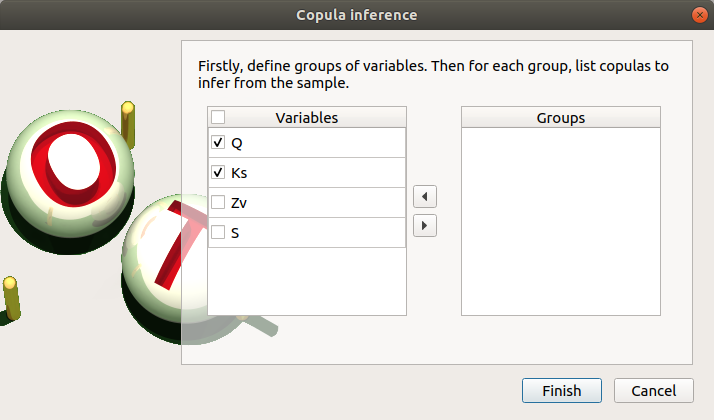 Copula inference
Firstly, define groups of variables. Then for each group, list copulas to
infer from the sample.
Variables
Groups
Q
Ks
Zv
S
Finish
Cancel